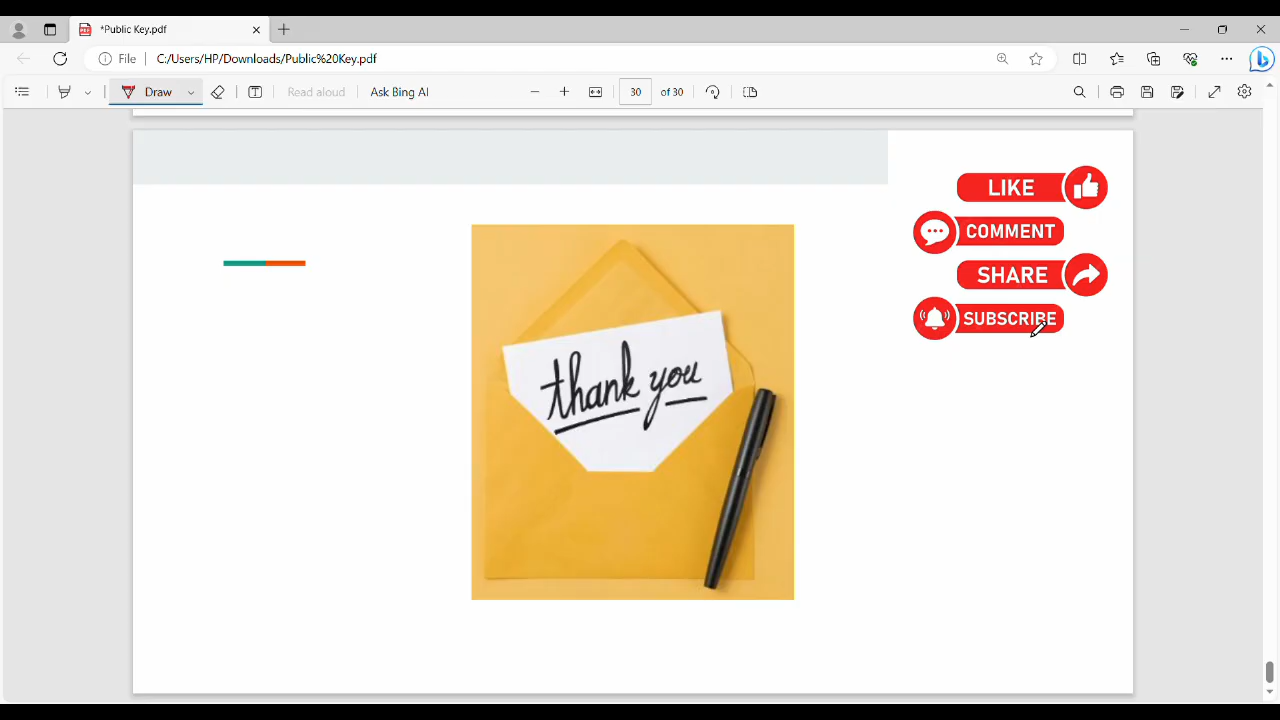 *Public Key.pdf
File
C:/Users/HP/Downloads/Public%20Key.pdf
Draw
Read aloud
Ask Bing AI
30
of 30
LIKE
COMMENT
SHARE
SUBSCRIBE
thank you